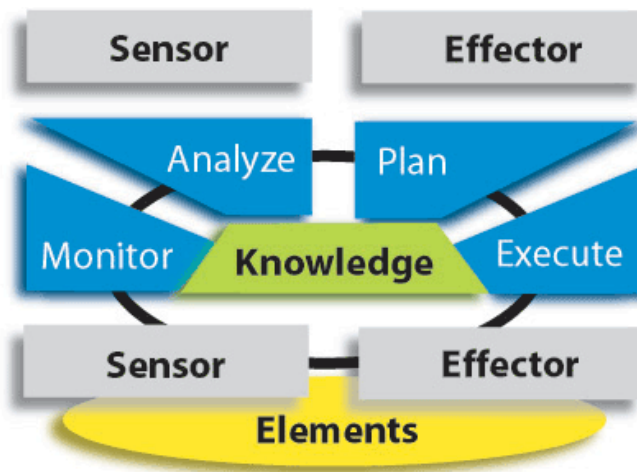 Sensor
Effector
Analyze
Plan
Monitor
Knowledge
Execute
Sensor
Effector
Elements